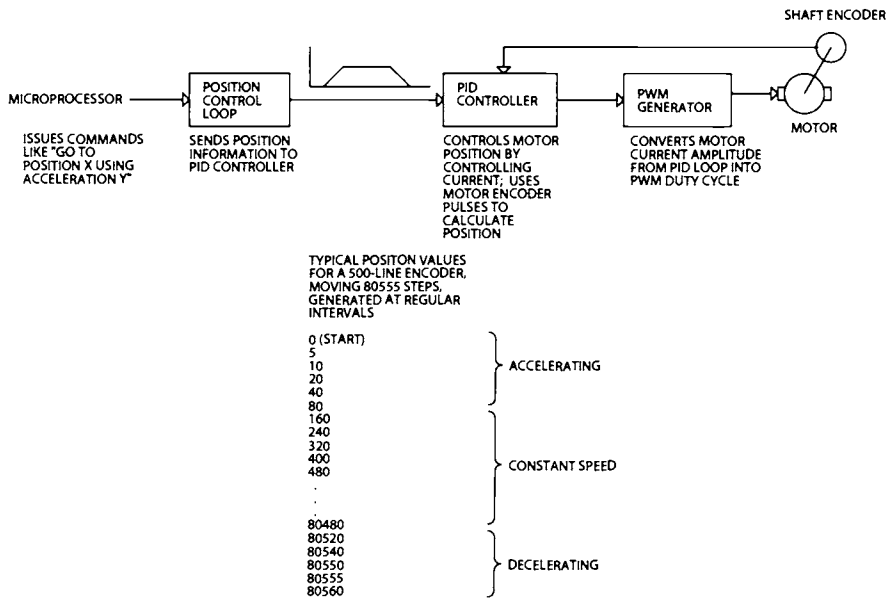 SHAFT ENCODER
MICROPROCESSOR
POSITION
CONTROL
LOOP
PID
CONTROLLER
PWM
GENERATOR
MOTOR
ISSUES COMMANDS
LIKE "GO TO
POSITION X USING
ACCELERATION Y"
SENDS POSITION
INFORMATION TO
PID CONTROLLER
CONTROLS MOTOR
POSITION BY
CONTROLLING
CURRENT; USES
MOTOR ENCODER
PULSES TO
CALCULATE
POSITION
CONVERTS MOTOR
CURRENT AMPLITUDE
FROM PID LOOP INTO
PWM DUTY CYCLE
TYPICAL POSITON VALUES
FOR A 500-LINE ENCODER,
MOVING 80555 STEPS,
GENERATED AT REGULAR
INTERVALS
0 (START)
5
10
20
40
80
ACCELERATING
160
240
320
400
480
.
.
.
80480
CONSTANT SPEED
80520
80540
80550
80555
80560
DECELERATING